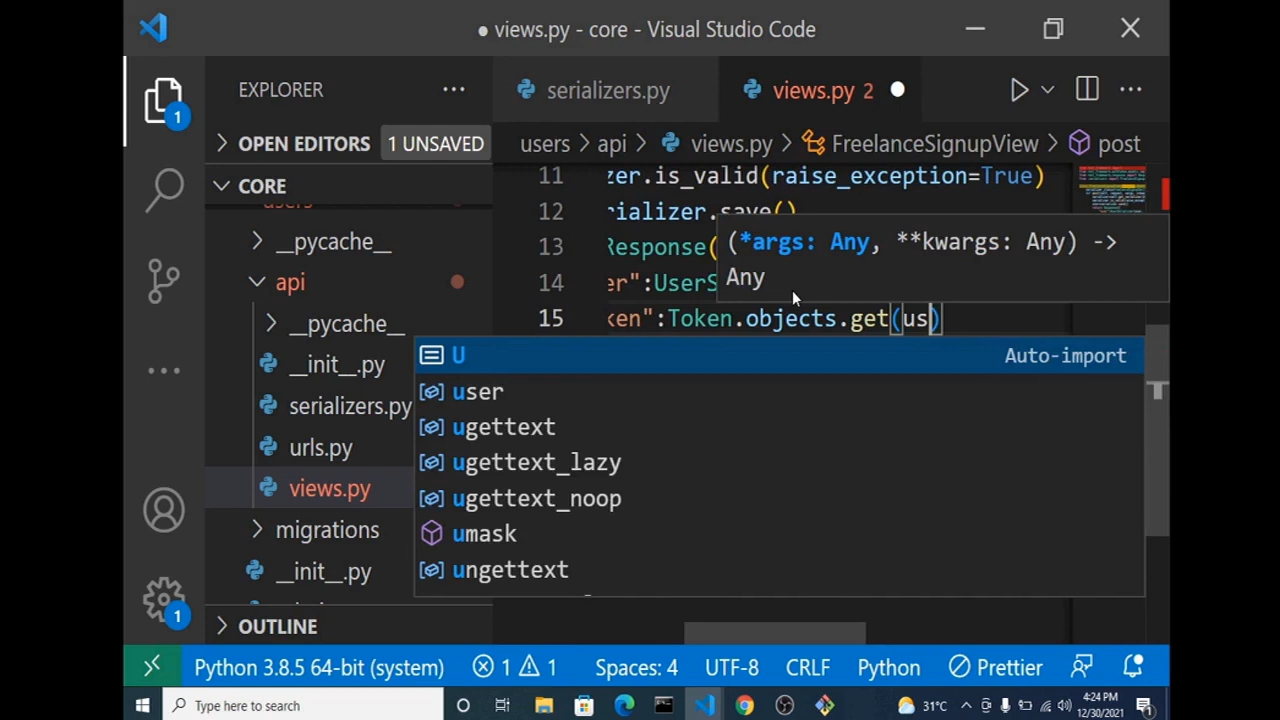 ● views.py - core - Visual Studio Code
EXPLORER
serializers.py
views.py 2
OPEN EDITORS
1 UNSAVED
users > api > views.py > FreelanceSignupView > post
CORE
users
__pycache__
api
__pycache__
__init__.py
serializers.py
urls.py
views.py
migrations
__init__.py
OUTLINE
11 zer.is_valid(raise_exception=True)
12 rializer.save()
13 Response(
14 er":UserS
15 ken":Token.objects.get(us)
(*args: Any, **kwargs: Any) ->
Any
U Auto-import
user
ugettext
ugettext_lazy
ugettext_noop
umask
ungettext
1
1
Python 3.8.5 64-bit (system) 1 1 Spaces: 4 UTF-8 CRLF Python Prettier
Type here to search
31°C
4:24 PM
12/30/2021
1